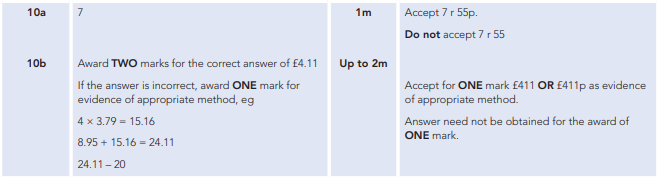 10a 7 1m Accept 7 r 55p.
Do not accept 7 r 55
10b Award TWO marks for the correct answer of £4.11 Up to 2m
If the answer is incorrect, award ONE mark for
evidence of appropriate method, eg
4 × 3.79 = 15.16
8.95 + 15.16 = 24.11
24.11 – 20
Accept for ONE mark £411 OR £411p as evidence
of appropriate method.
Answer need not be obtained for the award of
ONE mark.